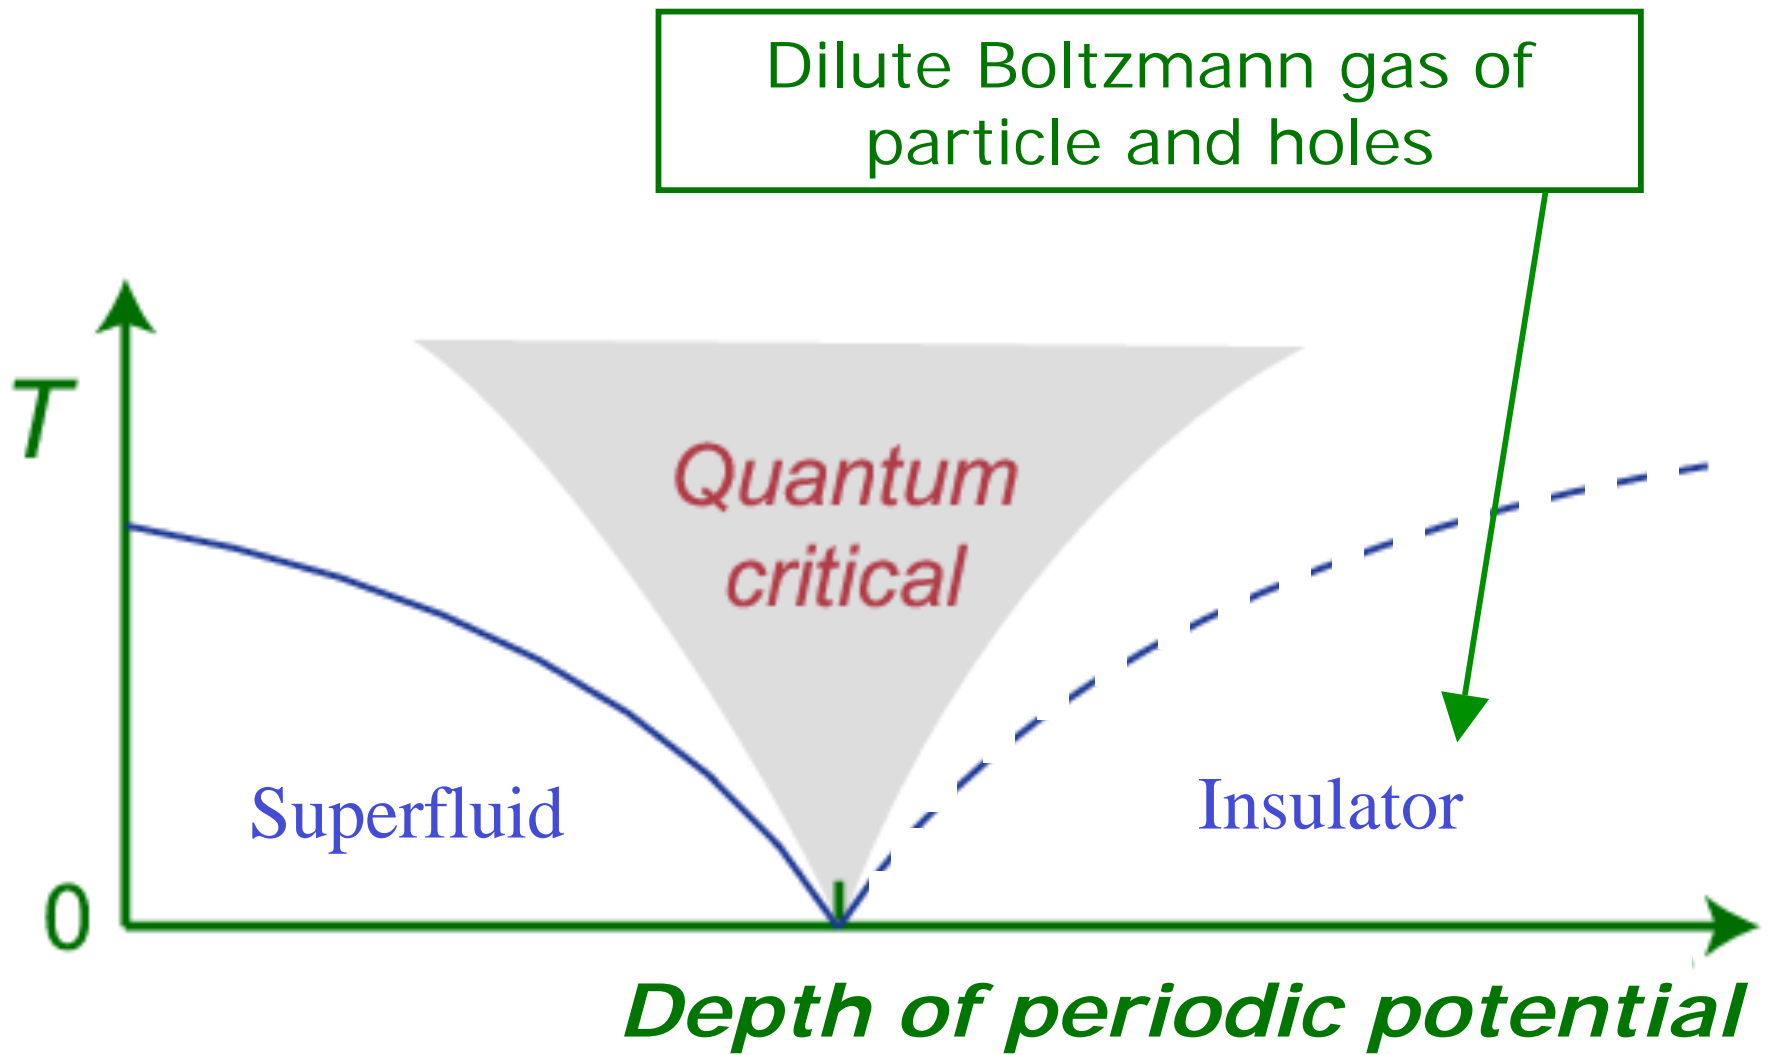 Dilute Boltzmann gas of
particle and holes
T
Quantum
critical
Superfluid
Insulator
0
Depth of periodic potential